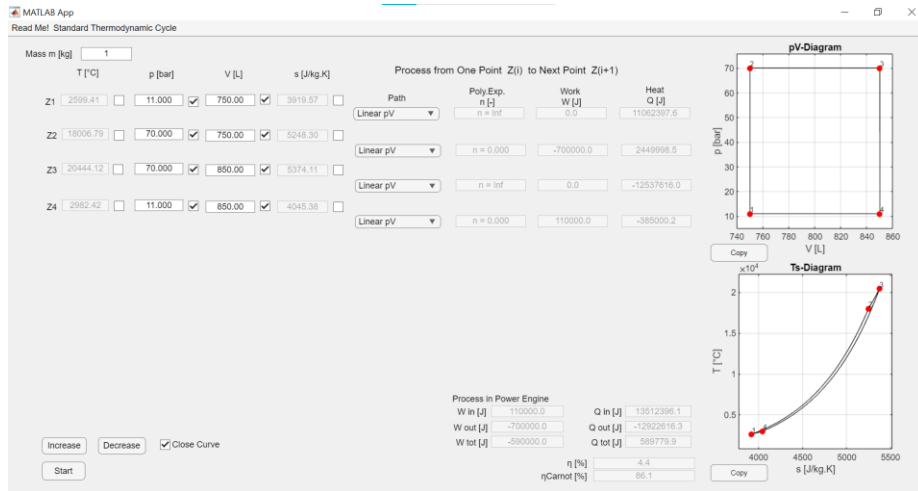 MATLAB App
Read Me! Standard Thermodynamic Cycle
Mass m [kg] 1
T [°C] p [bar] V [L] s [J/kg.K]
Process from One Point Z(i) to Next Point Z(i+1)
Path Poly.Exp. n [-] Work W [J] Heat Q [J]
Z1 2599.41 11.000 750.00 3919.57
Linear pV n = Inf 0.0 11062397.6
Z2 18006.79 70.000 750.00 5248.30
Linear pV n = 0.000 -700000.0 2449998.5
Z3 20444.12 70.000 850.00 5374.11
Linear pV n = Inf 0.0 -12537616.0
Z4 2982.42 11.000 850.00 4045.38
Linear pV n = 0.000 110000.0 -385000.2
pV-Diagram
70
60
50
40
30
20
10
p [bar]
1 2 3 4
740 760 780 800 820 840 860
V [L]
Copy
Ts-Diagram
×10⁴
2
1.5
1
0.5
T [°C]
1 2 3 4
4000 4500 5000 5500
s [J/kg.K]
Copy
Process in Power Engine
W in [J] 110000.0 Q in [J] 13512396.1
W out [J] -700000.0 Q out [J] -12922616.3
W tot [J] -590000.0 Q tot [J] 589779.9
η [%] 4.4
ηCarnot [%] 86.1
Increase Decrease Close Curve
Start